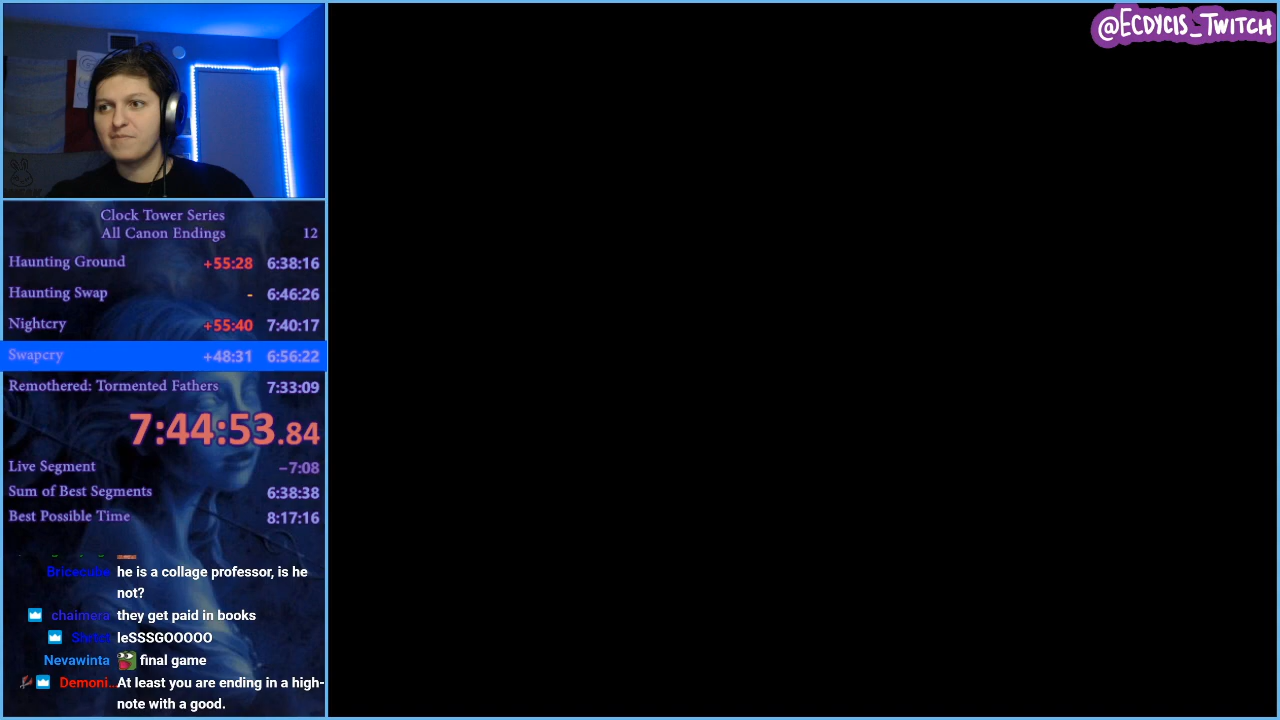 @ECDYCIS_TWITCH
Clock Tower Series
All Canon Endings 12
Haunting Ground +55:28 6:38:16
Haunting Swap - 6:46:26
Nightcry +55:40 7:40:17
Swapcry +48:31 6:56:22
Remothered: Tormented Fathers 7:33:09
7:44:53.84
Live Segment −7:08
Sum of Best Segments 6:38:38
Best Possible Time 8:17:16
he is a collage professor, is he
not?
chaimera they get paid in books
leSSSGOOOOO
Nevawinta final game
Demoni... At least you are ending in a high-
note with a good.